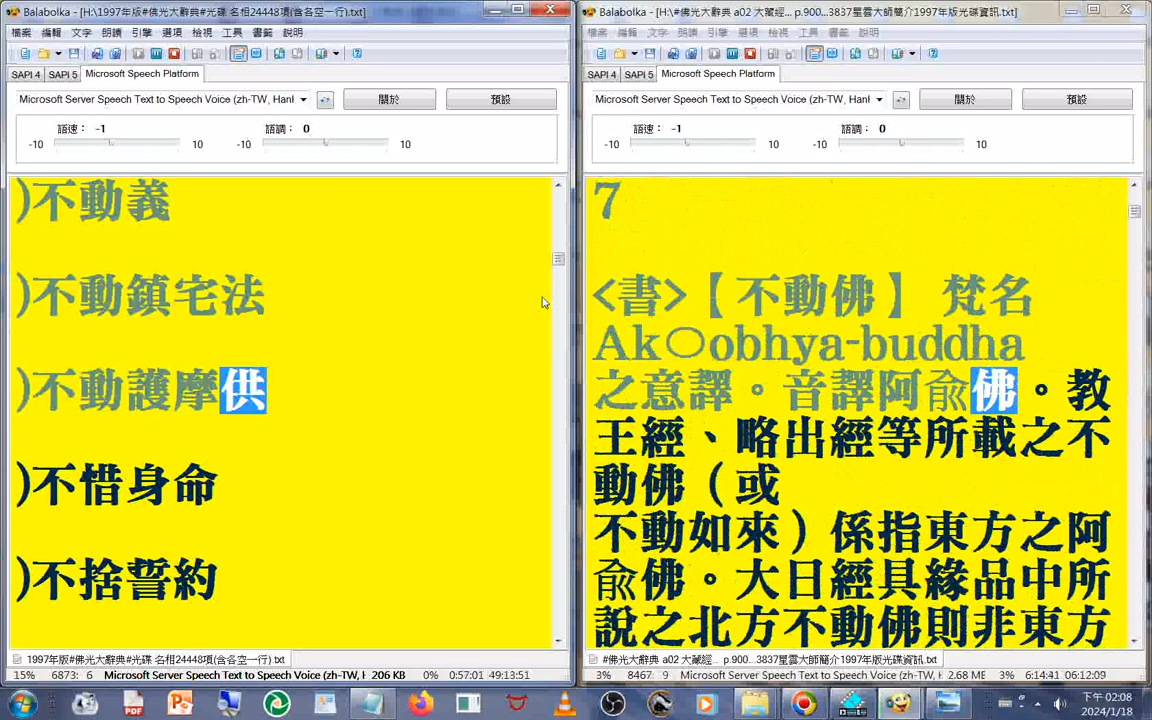 Balabolka - [H:\1997年版#佛光大辭典#光碟 名相24448項(含各空一行).txt]
檔案 編輯 文字 朗讀 引擎 選項 檢視 工具 書籤 說明
SAPI 4 SAPI 5 Microsoft Speech Platform
Microsoft Server Speech Text to Speech Voice (zh-TW, Hanl 關於 預設
語速： -1 語調： 0
-10 10 -10 10
)不動義
)不動鎮宅法
)不動護摩供
)不惜身命
)不捨誓約
1997年版#佛光大辭典#光碟 名相24448項(含各空一行).txt
15% 6873: 6 Microsoft Server Speech Text to Speech Voice (zh-TW, H 206 KB 0% 0:57:01 49:13:51
Balabolka - [H:\#佛光大辭典 a02 大藏經... p.900...3837星雲大師簡介1997年版光碟資訊.txt]
檔案 編輯 文字 朗讀 引擎 選項 檢視 工具 書籤 說明
SAPI 4 SAPI 5 Microsoft Speech Platform
Microsoft Server Speech Text to Speech Voice (zh-TW, Hanl 關於 預設
語速： -1 語調： 0
-10 10 -10 10
7
<書>【不動佛】 梵名
Ak○obhya-buddha
之意譯。音譯阿兪佛。教
王經、略出經等所載之不
動佛（或
不動如來）係指東方之阿
兪佛。大日經具緣品中所
說之北方不動佛則非東方
#佛光大辭典 a02 大藏經... p.900...3837星雲大師簡介1997年版光碟資訊.txt
3% 8467: 9 Microsoft Server Speech Text to Speech Voice (zh-TW, H 2.68 ME 3% 6:14:41 06:12:09
下午 02:08
2024/1/18